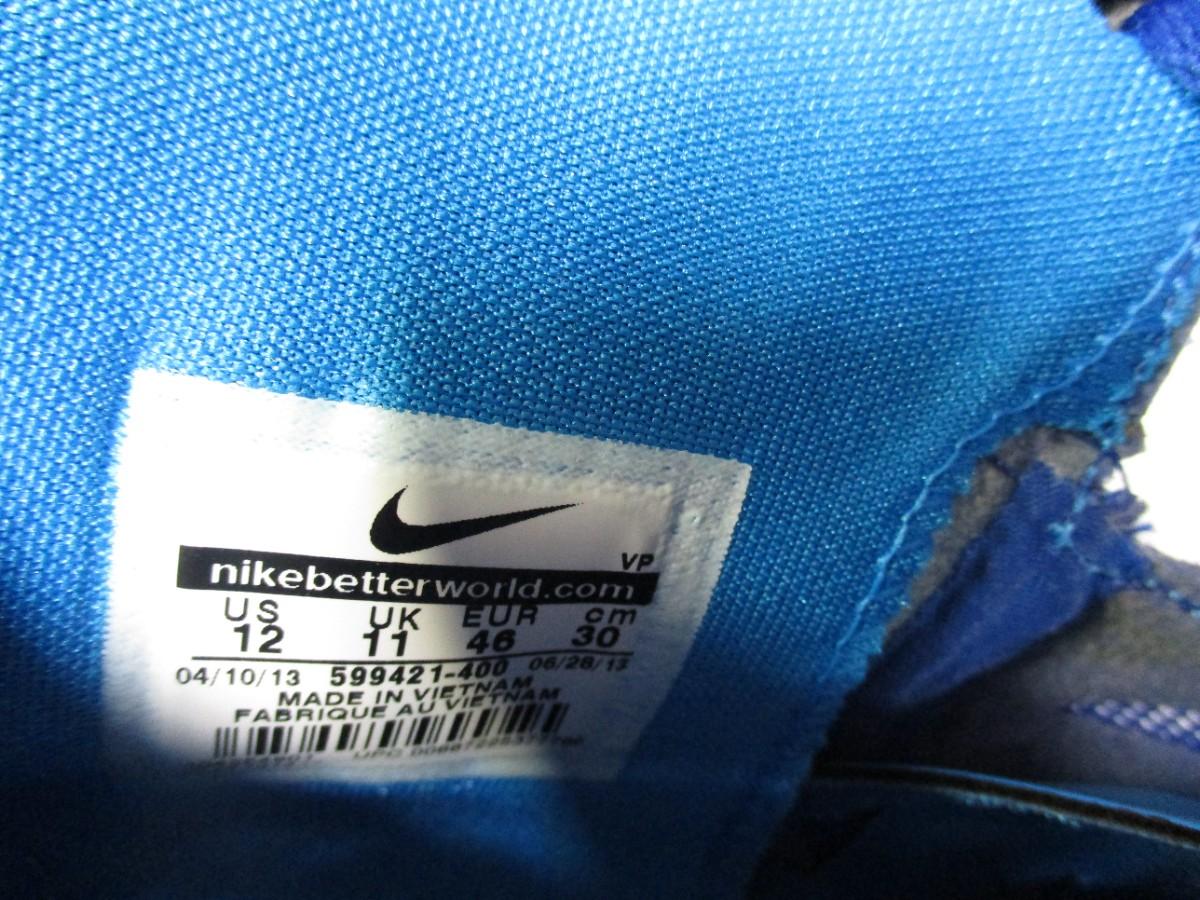 VP
nikebetterworld.com
US UK EUR cm
12 11 46 30
04/10/13 599421-400 06/28/13
MADE IN VIETNAM
FABRIQUE AU VIETNAM
UPC